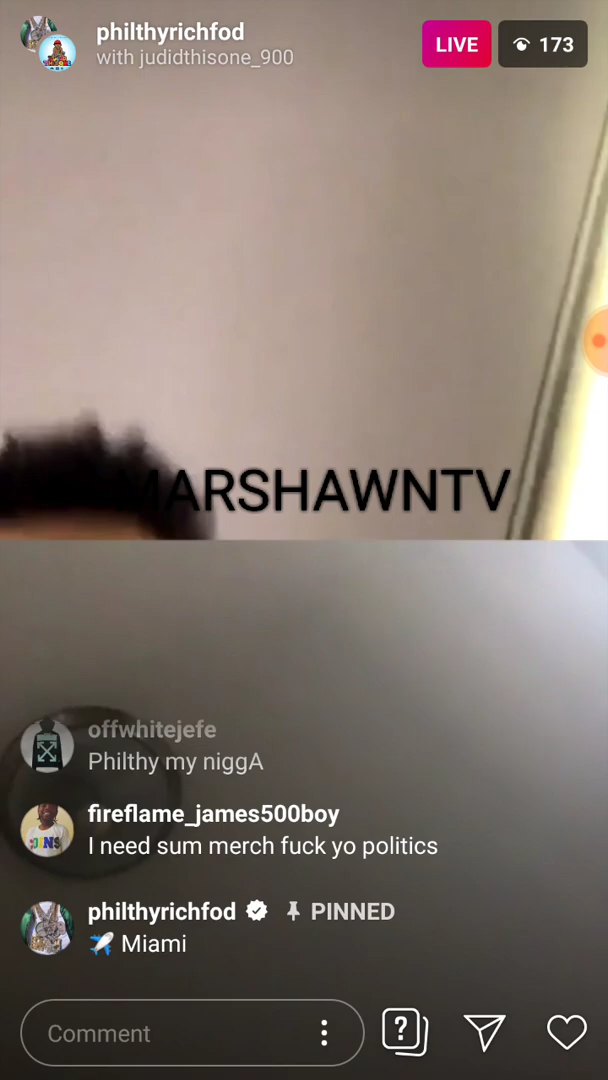 philthyrichfod
with judidthisone_900
LIVE
173
MARSHAWNTV
offwhitejefe
Philthy my niggA
fireflame_james500boy
I need sum merch fuck yo politics
philthyrichfod PINNED
✈️ Miami
Comment